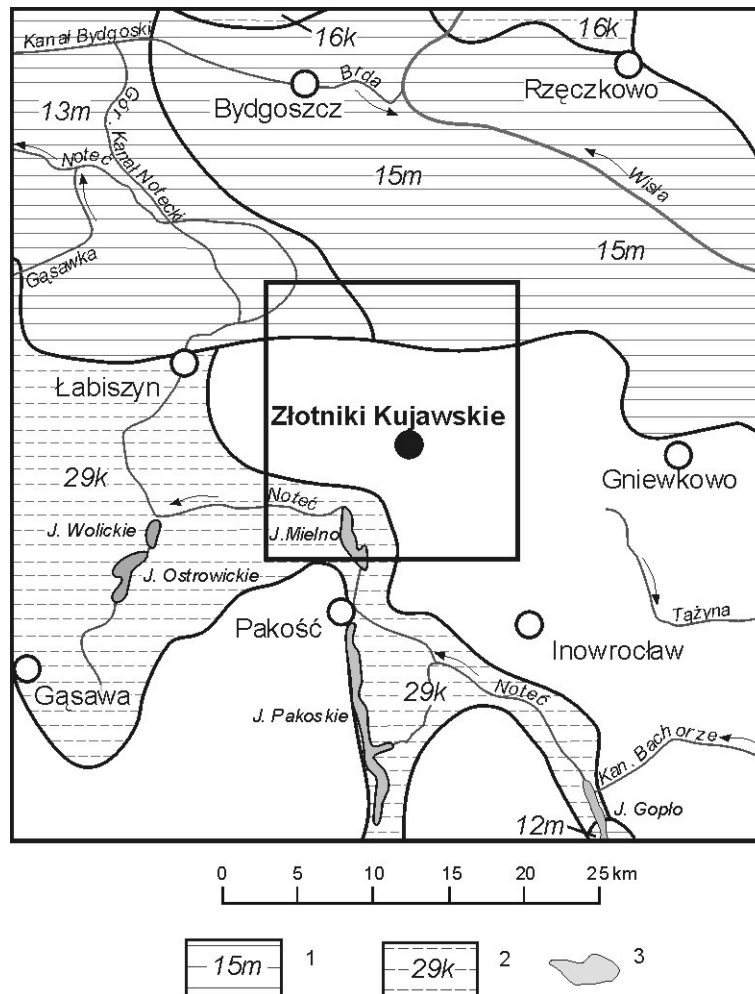 16k
16k
Kanał Bydgoski
Brda
Rzęczkowo
Bydgoszcz
13m
Gór. Kanał Notecki
Noteć
15m
Wisła
15m
Gąsawka
Łabiszyn
Złotniki Kujawskie
29k
Gniewkowo
Noteć
J. Wolickie
J.Mielno
J. Ostrowickie
Tążyna
Pakość
Inowrocław
Gąsawa
29k
Noteć
J. Pakoskie
Kan. Bachorze
J. Gopło
12m
0 5 10 15 20 25 km
15m 1 29k 2 3